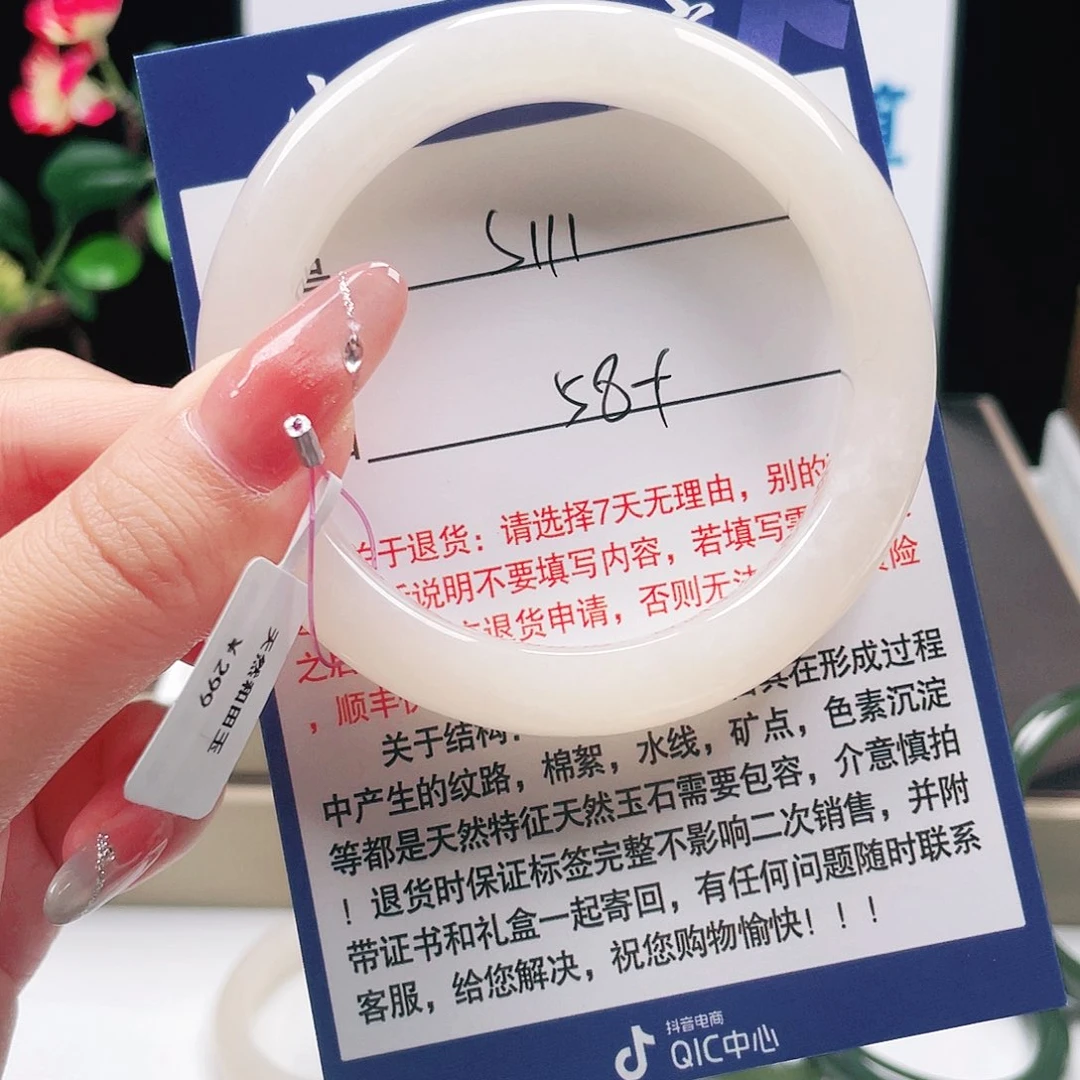 5111
58+
关于退货：请选择7天无理由，别的
说明不要填写内容，若填写
退货申请，否则无法 险
之后
，顺丰
关于结构： 其在形成过程
中产生的纹路，棉絮，水线，矿点，色素沉淀
等都是天然特征天然玉石需要包容，介意慎拍
！退货时保证标签完整不影响二次销售，并附
带证书和礼盒一起寄回，有任何问题随时联系
客服，给您解决，祝您购物愉快！！！
抖音电商
QIC中心
天然和田玉
￥299